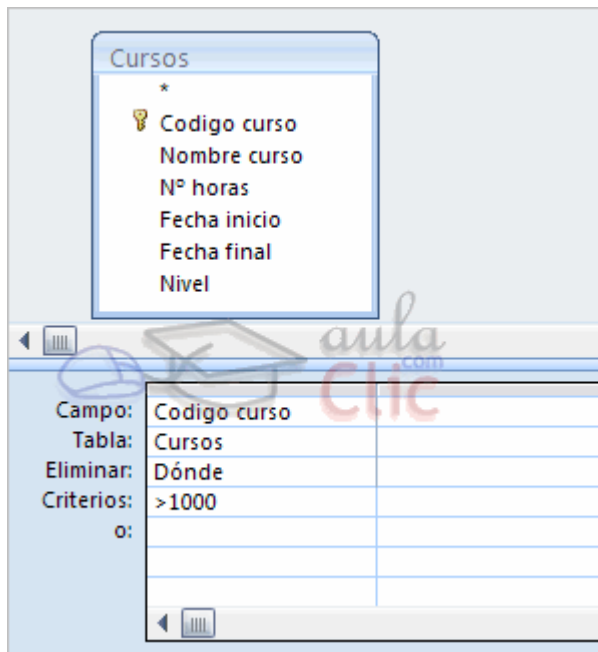 Cursos
*
Codigo curso
Nombre curso
Nº horas
Fecha inicio
Fecha final
Nivel
aula
.com
Clic
Campo: Codigo curso
Tabla: Cursos
Eliminar: Dónde
Criterios: >1000
o: